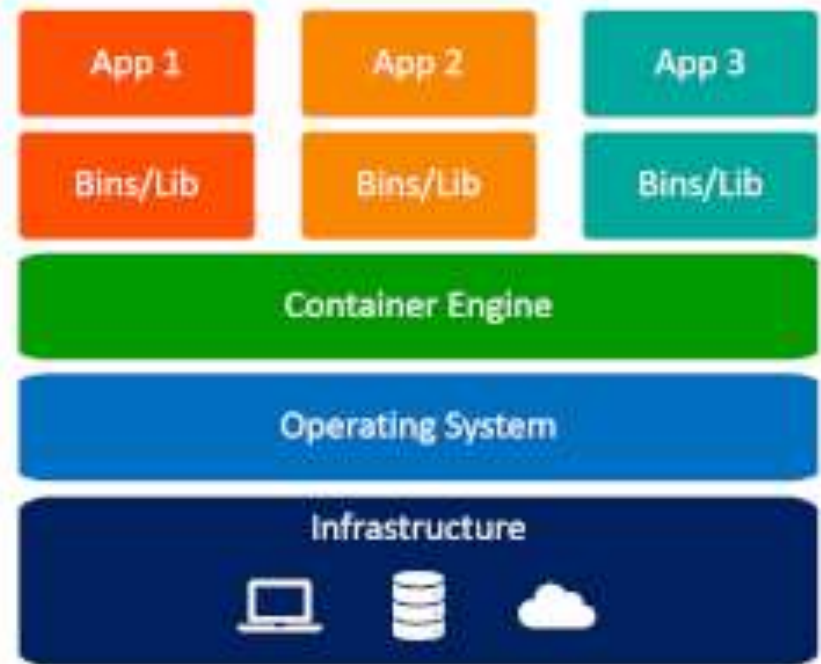 App 1
App 2
App 3
Bins/Lib
Bins/Lib
Bins/Lib
Container Engine
Operating System
Infrastructure